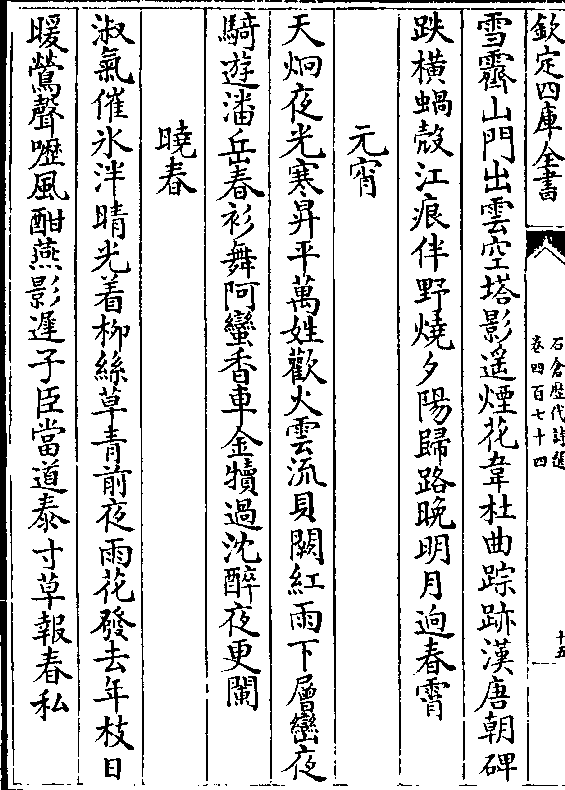 欽定四庫全書
石倉歴代詩選
卷四百七十四
十五
雪霽山門出雲空塔影遥煙花韋杜曲踪跡漢唐朝碑
趺橫蝸殻江痕伴野燒夕陽歸路晚明月逈春霄
元宵
天炯夜光寒昇平萬姓歡火雲流貝闕紅雨下層巒夜
騎遊潘岳春衫舞阿蠻香車金犢過沈醉夜更闌
曉春
淑氣催氷泮晴光着柳絲草青前夜雨花發去年枝日
暖鶯聲嚦風酣燕影遲子臣當道泰寸草報春私